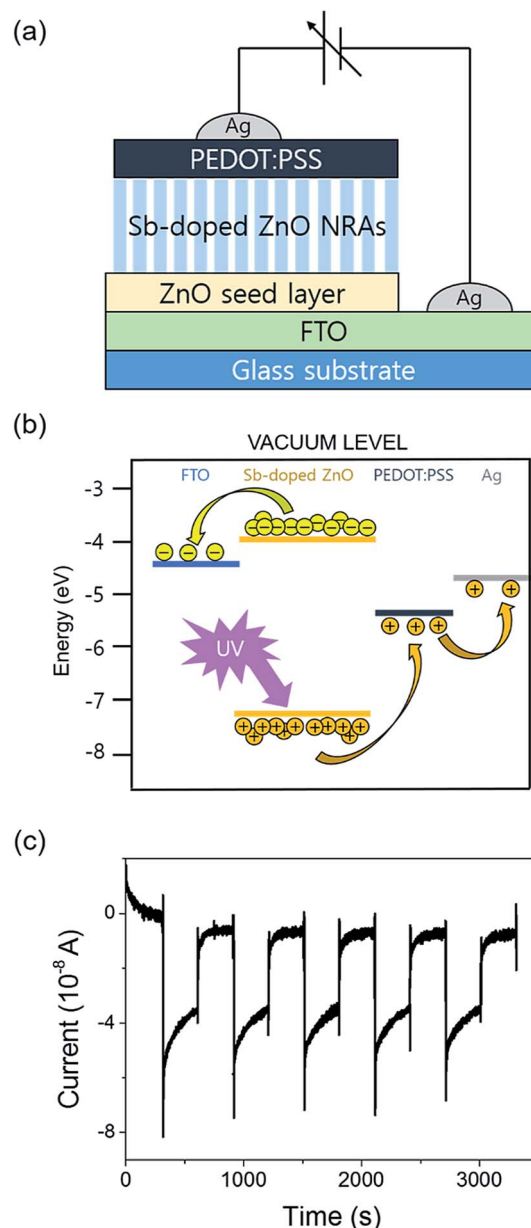 (a)
Ag
PEDOT:PSS
Sb-doped ZnO NRAs
ZnO seed layer
Ag
FTO
Glass substrate
(b)
VACUUM LEVEL
FTO Sb-doped ZnO PEDOT:PSS Ag
-3
-4
-5
-6
-7
-8
Energy (eV)
UV
(c)
0
-4
-8
Current (10⁻⁸ A)
0 1000 2000 3000
Time (s)